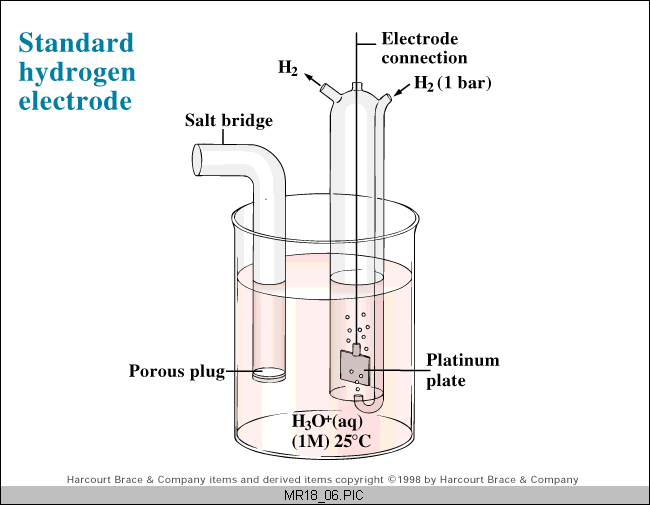 Standard
hydrogen
electrode
Electrode
connection
H₂
H₂ (1 bar)
Salt bridge
Porous plug
Platinum
plate
H₃O⁺(aq)
(1M) 25°C
Harcourt Brace & Company items and derived items copyright ©1998 by Harcourt Brace & Company
MR18_06.PIC